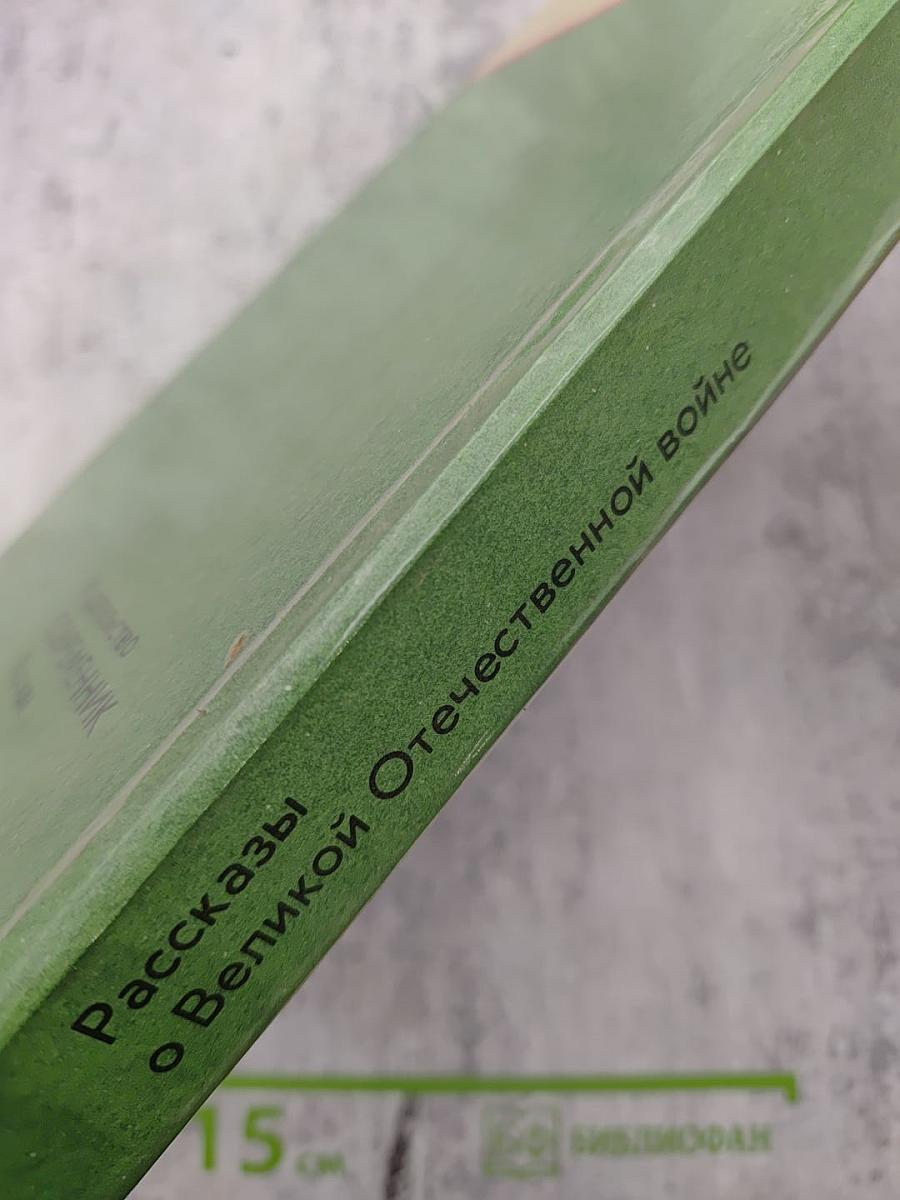 Рассказы
о Великой Отечественной войне
15 см
БИБЛИОФАН